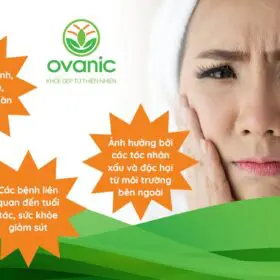 ovanic
KHỎE ĐẸP TỪ THIÊN NHIÊN
Ảnh hưởng bởi
các tác nhân
xấu và độc hại
từ môi trường
bên ngoài
Các bệnh liên
quan đến tuổi
tác, sức khỏe
giảm sút